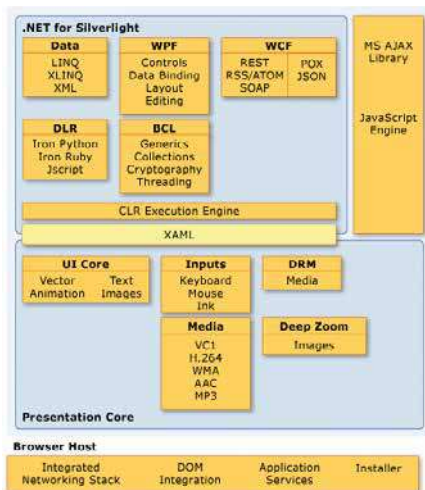 .NET for Silverlight
Data
LINQ
XLINQ
XML
WPF
Controls
Data Binding
Layout
Editing
WCF
REST
RSS/ATOM
SOAP
POX
JSON
MS AJAX
Library
JavaScript
Engine
DLR
Iron Python
Iron Ruby
Jscript
BCL
Generics
Collections
Cryptography
Threading
CLR Execution Engine
XAML
UI Core
Vector Text
Animation Images
Inputs
Keyboard
Mouse
Ink
DRM
Media
Media
VC1
H.264
WMA
AAC
MP3
Deep Zoom
Images
Presentation Core
Browser Host
Integrated
Networking Stack
DOM
Integration
Application
Services
Installer